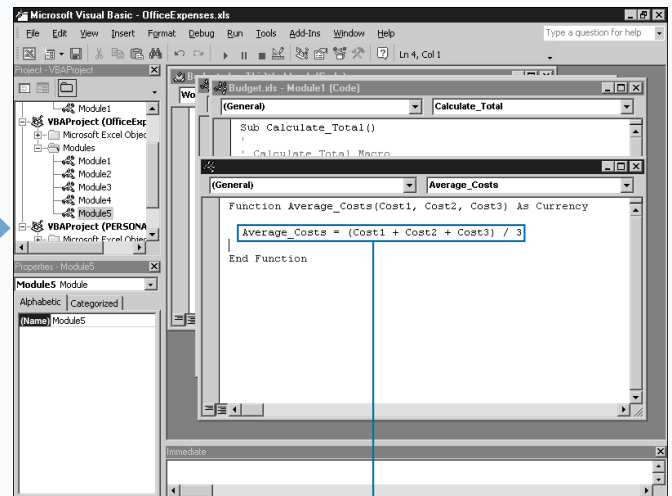 Microsoft Visual Basic - OfficeExpenses.xls
File Edit View Insert Format Debug Run Tools Add-Ins Window Help
Type a question for help
Ln 4, Col 1
Project - VBAProject
Module1
VBAProject (OfficeExp
Microsoft Excel Objec
Modules
Module1
Module2
Module3
Module4
Module5
VBAProject (PERSONA
Microsoft Excel Objec
Properties - Module5
Module5 Module
Alphabetic Categorized
(Name) Module5
Wo
Budget.xls - Module1 (Code)
(General) Calculate_Total
Sub Calculate_Total()
'
' Calculate_Total Macro
(General) Average_Costs
Function Average_Costs(Cost1, Cost2, Cost3) As Currency
Average_Costs = (Cost1 + Cost2 + Cost3) / 3
End Function
Immediate